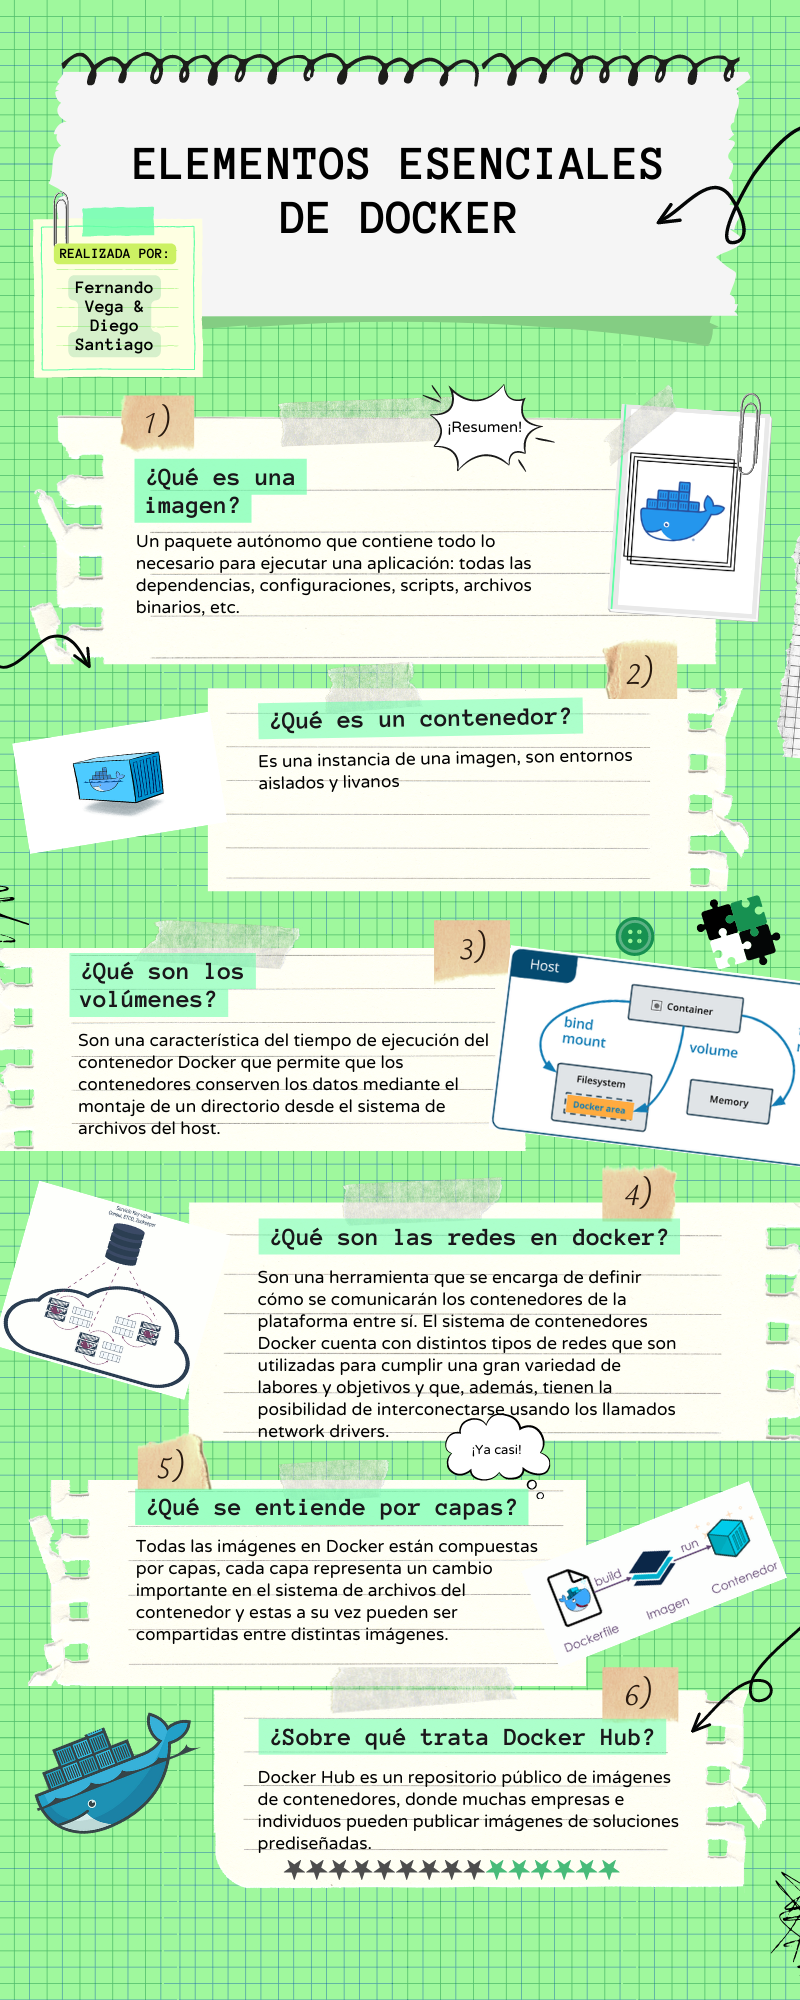 ELEMENTOS ESENCIALES
DE DOCKER
REALIZADA POR:
Fernando
Vega &
Diego
Santiago
1)
¡Resumen!
¿Qué es una
imagen?
Un paquete autónomo que contiene todo lo
necesario para ejecutar una aplicación: todas las
dependencias, configuraciones, scripts, archivos
binarios, etc.
2)
¿Qué es un contenedor?
Es una instancia de una imagen, son entornos
aislados y livanos
3)
¿Qué son los
volúmenes?
Son una característica del tiempo de ejecución del
contenedor Docker que permite que los
contenedores conserven los datos mediante el
montaje de un directorio desde el sistema de
archivos del host.
Host
Container
bind
mount
volume
Filesystem
Docker area
Memory
4)
¿Qué son las redes en docker?
Son una herramienta que se encarga de definir
cómo se comunicarán los contenedores de la
plataforma entre sí. El sistema de contenedores
Docker cuenta con distintos tipos de redes que son
utilizadas para cumplir una gran variedad de
labores y objetivos y que, además, tienen la
posibilidad de interconectarse usando los llamados
network drivers.
¡Ya casi!
5)
¿Qué se entiende por capas?
Todas las imágenes en Docker están compuestas
por capas, cada capa representa un cambio
importante en el sistema de archivos del
contenedor y estas a su vez pueden ser
compartidas entre distintas imágenes.
build
run
Dockerfile
Imagen
Contenedor
6)
¿Sobre qué trata Docker Hub?
Docker Hub es un repositorio público de imágenes
de contenedores, donde muchas empresas e
individuos pueden publicar imágenes de soluciones
prediseñadas.